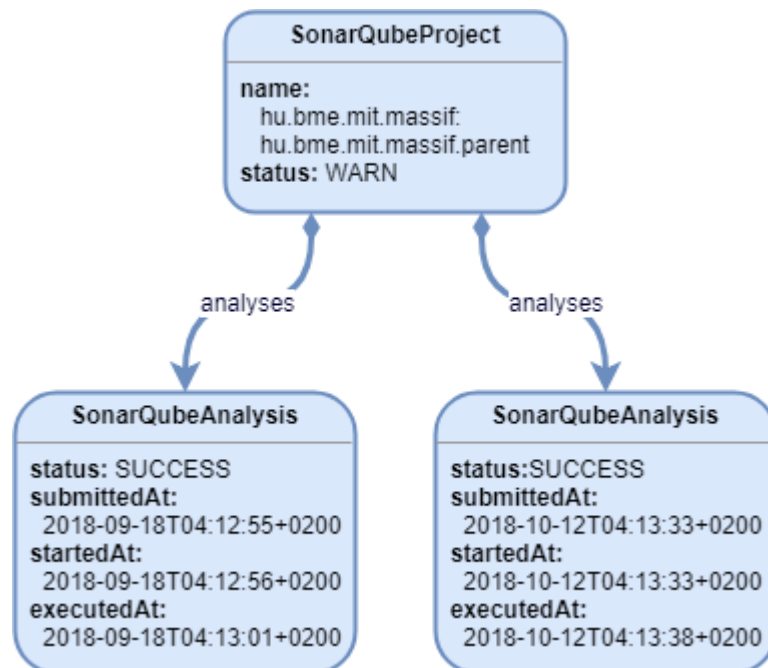 SonarQubeProject
name:
hu.bme.mit.massif:
hu.bme.mit.massif.parent
status: WARN
analyses
analyses
SonarQubeAnalysis
status: SUCCESS
submittedAt:
2018-09-18T04:12:55+0200
startedAt:
2018-09-18T04:12:56+0200
executedAt:
2018-09-18T04:13:01+0200
SonarQubeAnalysis
status:SUCCESS
submittedAt:
2018-10-12T04:13:33+0200
startedAt:
2018-10-12T04:13:33+0200
executedAt:
2018-10-12T04:13:38+0200